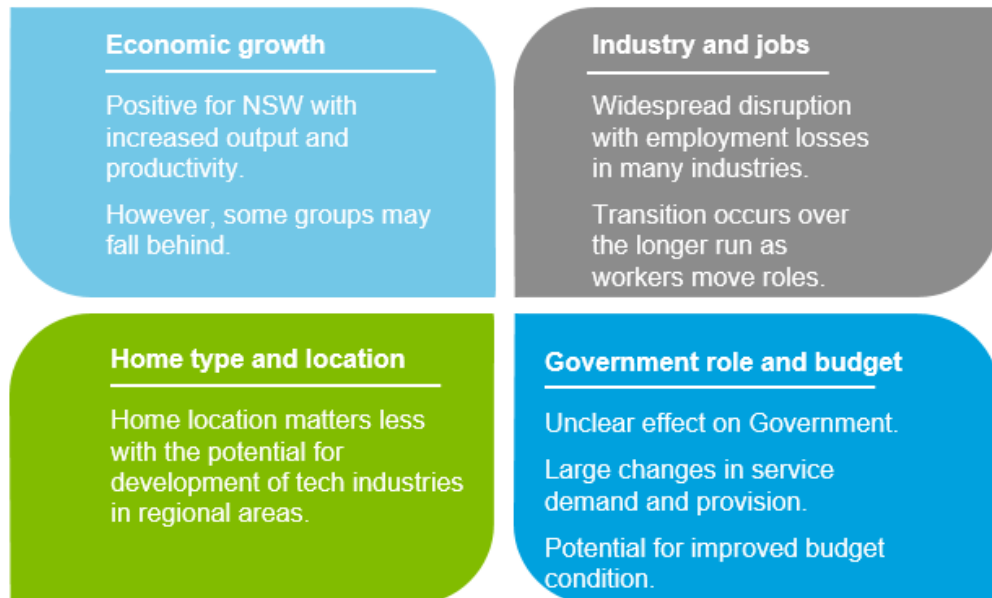 Economic growth
Positive for NSW with
increased output and
productivity.
However, some groups may
fall behind.
Industry and jobs
Widespread disruption
with employment losses
in many industries.
Transition occurs over
the longer run as
workers move roles.
Home type and location
Home location matters less
with the potential for
development of tech industries
in regional areas.
Government role and budget
Unclear effect on Government.
Large changes in service
demand and provision.
Potential for improved budget
condition.